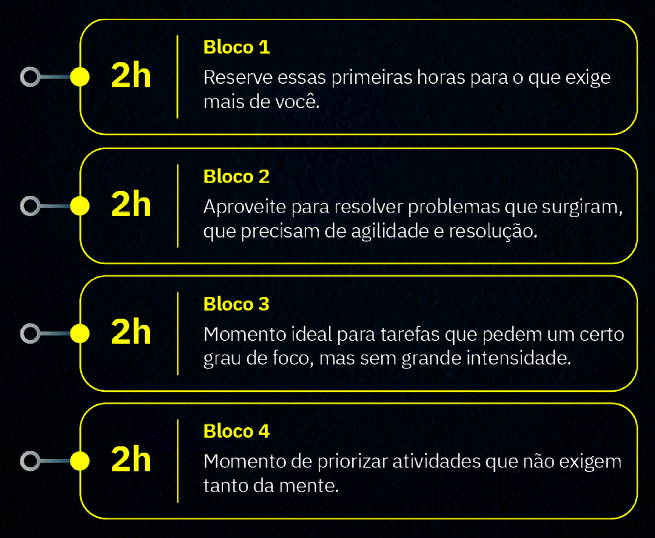 Bloco 1
2h
Reserve essas primeiras horas para o que exige
mais de você.
Bloco 2
2h
Aproveite para resolver problemas que surgiram,
que precisam de agilidade e resolução.
Bloco 3
2h
Momento ideal para tarefas que pedem um certo
grau de foco, mas sem grande intensidade.
Bloco 4
2h
Momento de priorizar atividades que não exigem
tanto da mente.